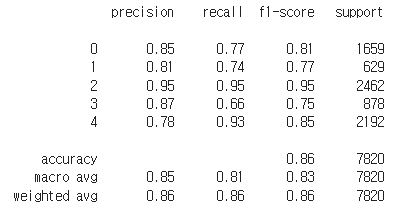 precision recall f1-score support
0 0.85 0.77 0.81 1659
1 0.81 0.74 0.77 629
2 0.95 0.95 0.95 2462
3 0.87 0.66 0.75 878
4 0.78 0.93 0.85 2192
accuracy 0.86 7820
macro avg 0.85 0.81 0.83 7820
weighted avg 0.86 0.86 0.86 7820